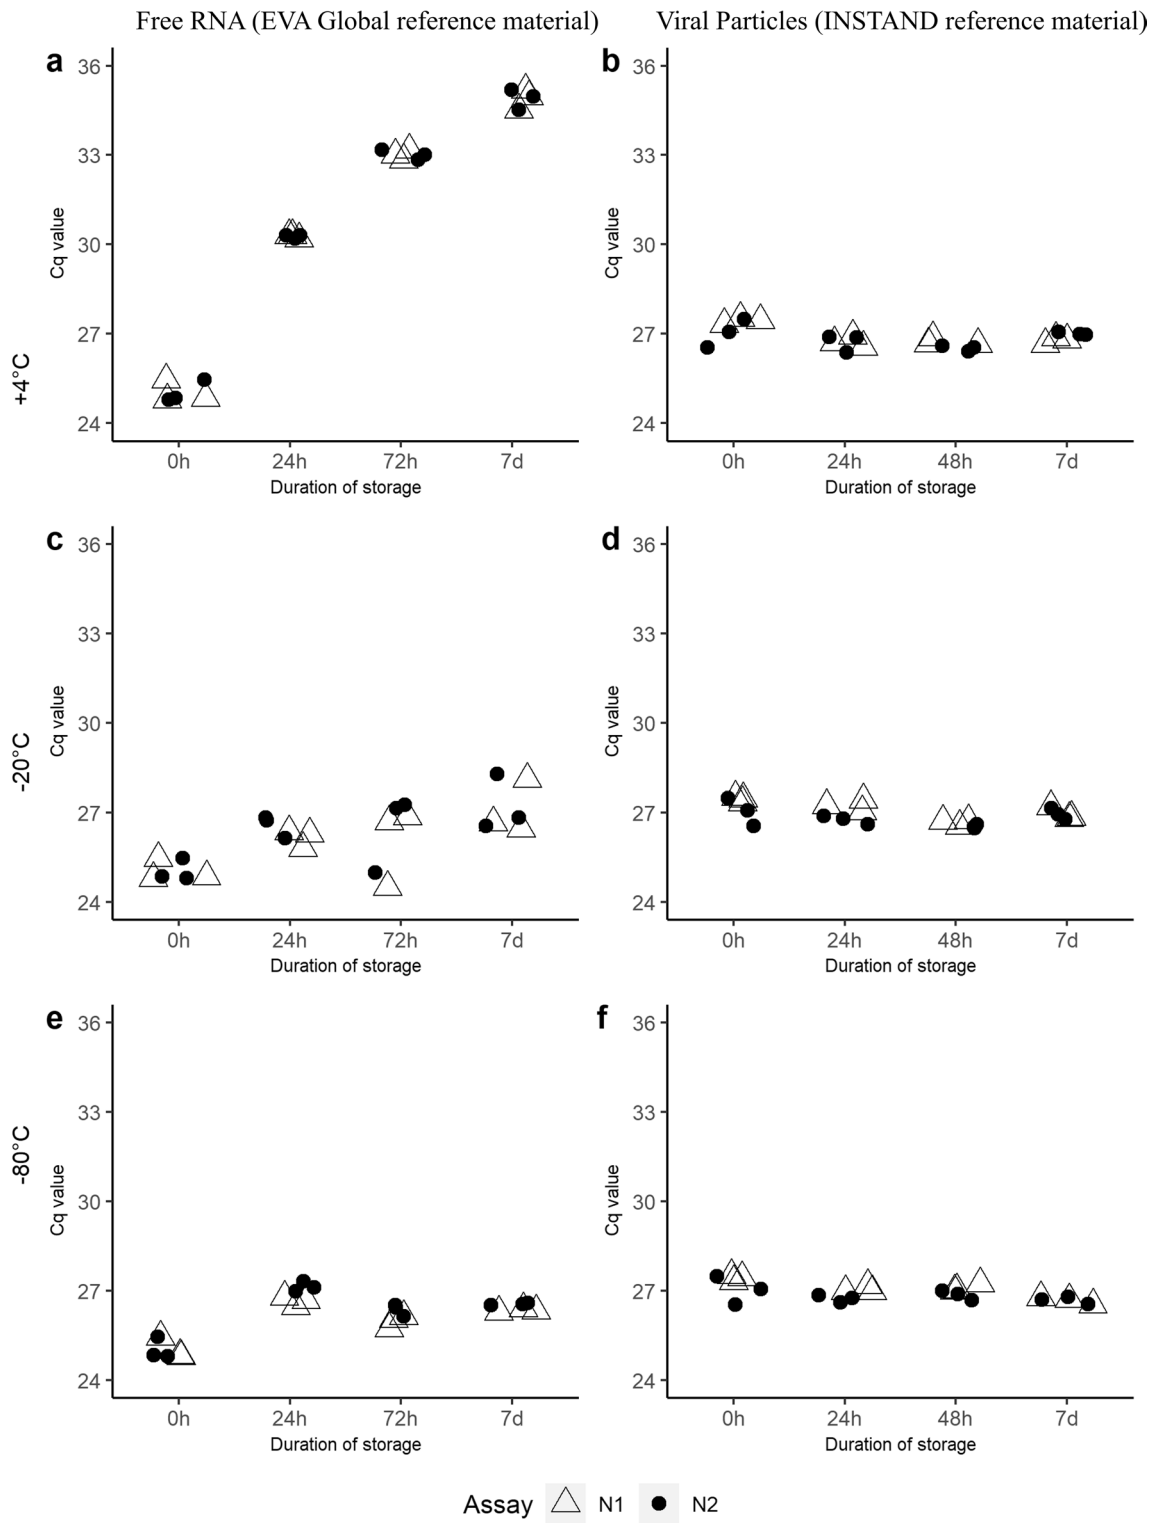 Free RNA (EVA Global reference material)
Viral Particles (INSTAND reference material)
+4°C
a
36
33
30
27
24
Cq value
0h 24h 72h 7d
Duration of storage
b
36
33
30
27
24
Cq value
0h 24h 48h 7d
Duration of storage
-20°C
c
36
33
30
27
24
Cq value
0h 24h 72h 7d
Duration of storage
d
36
33
30
27
24
Cq value
0h 24h 48h 7d
Duration of storage
-80°C
e
36
33
30
27
24
Cq value
0h 24h 72h 7d
Duration of storage
f
36
33
30
27
24
Cq value
0h 24h 48h 7d
Duration of storage
Assay N1 N2